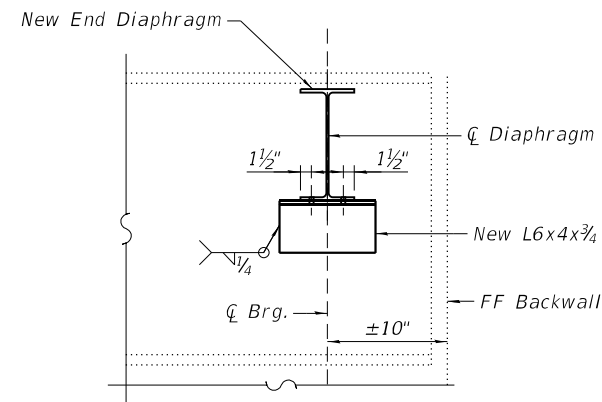 New End Diaphragm
℄ Diaphragm
1½" 1½"
New L6x4x¾
1/4
℄ Brg.
FF Backwall
±10"